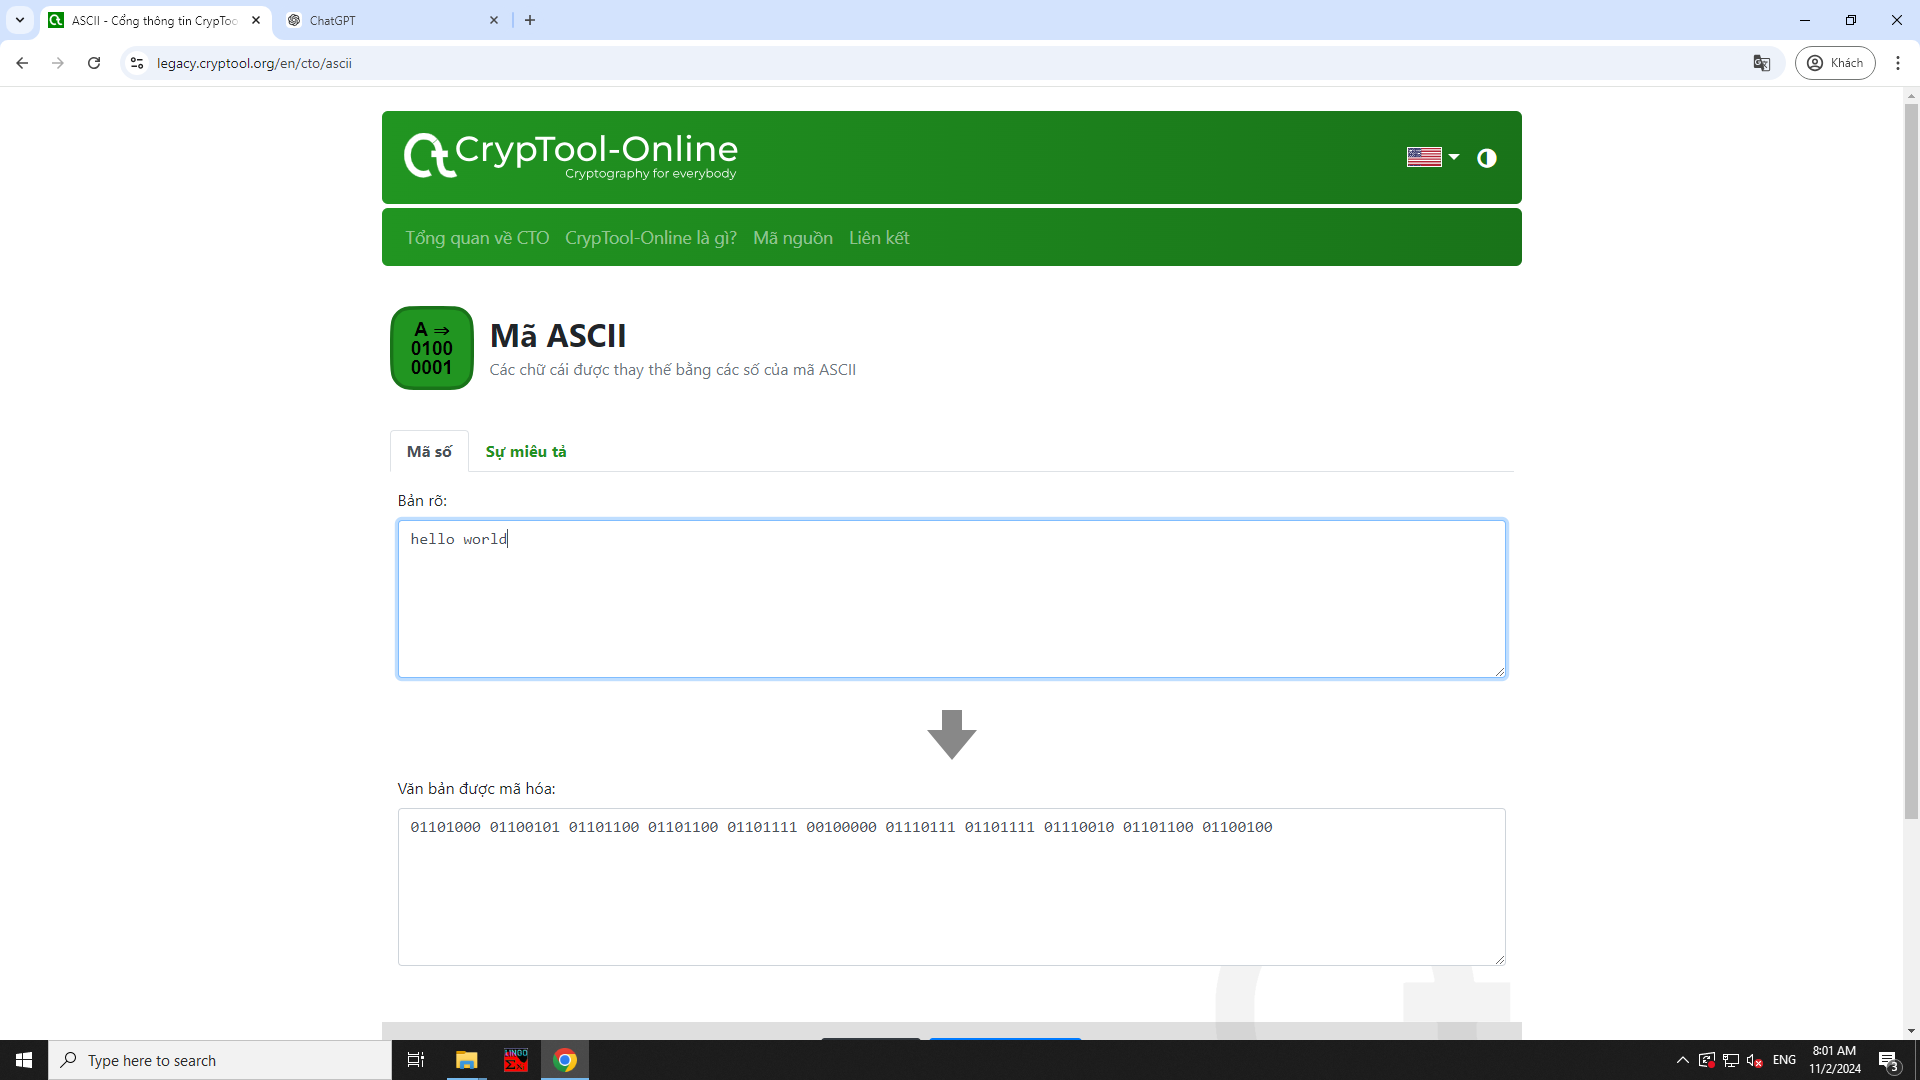 ASCII - Cổng thông tin CrypToo
ChatGPT
legacy.cryptool.org/en/cto/ascii
Khách
CrypTool-Online
Cryptography for everybody
Tổng quan về CTO CrypTool-Online là gì? Mã nguồn Liên kết
A ⇒
0100
0001
Mã ASCII
Các chữ cái được thay thế bằng các số của mã ASCII
Mã số Sự miêu tả
Bản rõ:
hello world
Văn bản được mã hóa:
01101000 01100101 01101100 01101100 01101111 00100000 01110111 01101111 01110010 01101100 01100100
Type here to search
LINGO
ENG
8:01 AM
11/2/2024
3